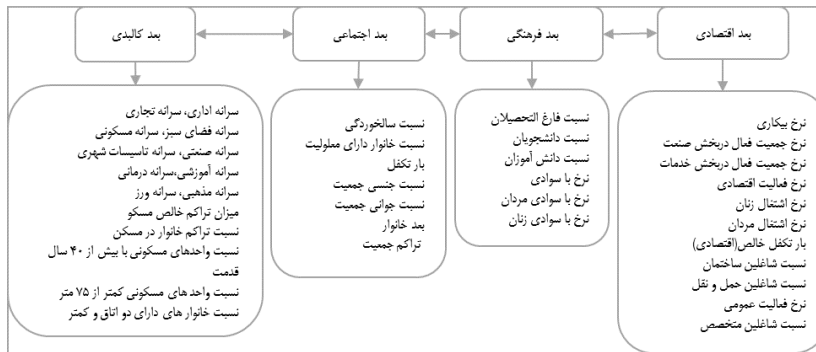 بعد اقتصادی
بعد فرهنگی
بعد اجتماعی
بعد کالبدی
نرخ بیکاری
نرخ جمعیت فعال دربخش صنعت
نرخ جمعیت فعال دربخش خدمات
نرخ فعالیت اقتصادی
نرخ اشتغال زنان
نرخ اشتغال مردان
بار تکفل خالص(اقتصادی)
نسبت شاغلین ساختمان
نسبت شاغلین حمل و نقل
نرخ فعالیت عمومی
نسبت شاغلین متخصص
نسبت فارغ التحصیلان
نسبت دانشجویان
نسبت دانش آموزان
نرخ با سوادی
نرخ با سوادی مردان
نرخ با سوادی زنان
نسبت سالخوردگی
نسبت خانوار دارای معلولیت
بار تکفل
نسبت جنسی جمعیت
نسبت جوانی جمعیت
بعد خانوار
تراکم جمعیت
سرانه اداری، سرانه تجاری
سرانه فضای سبز، سرانه مسکونی
سرانه صنعتی، سرانه تاسیسات شهری
سرانه آموزشی،سرانه درمانی
سرانه مذهبی، سرانه ورز
میزان تراکم خالص مسکو
نسبت تراکم خانوار در مسکن
نسبت واحدهای مسکونی با بیش از ۴۰ سال
قدمت
نسبت واحد های مسکونی کمتر از ۷۵ متر
نسبت خانوار های دارای دو اتاق و کمتر